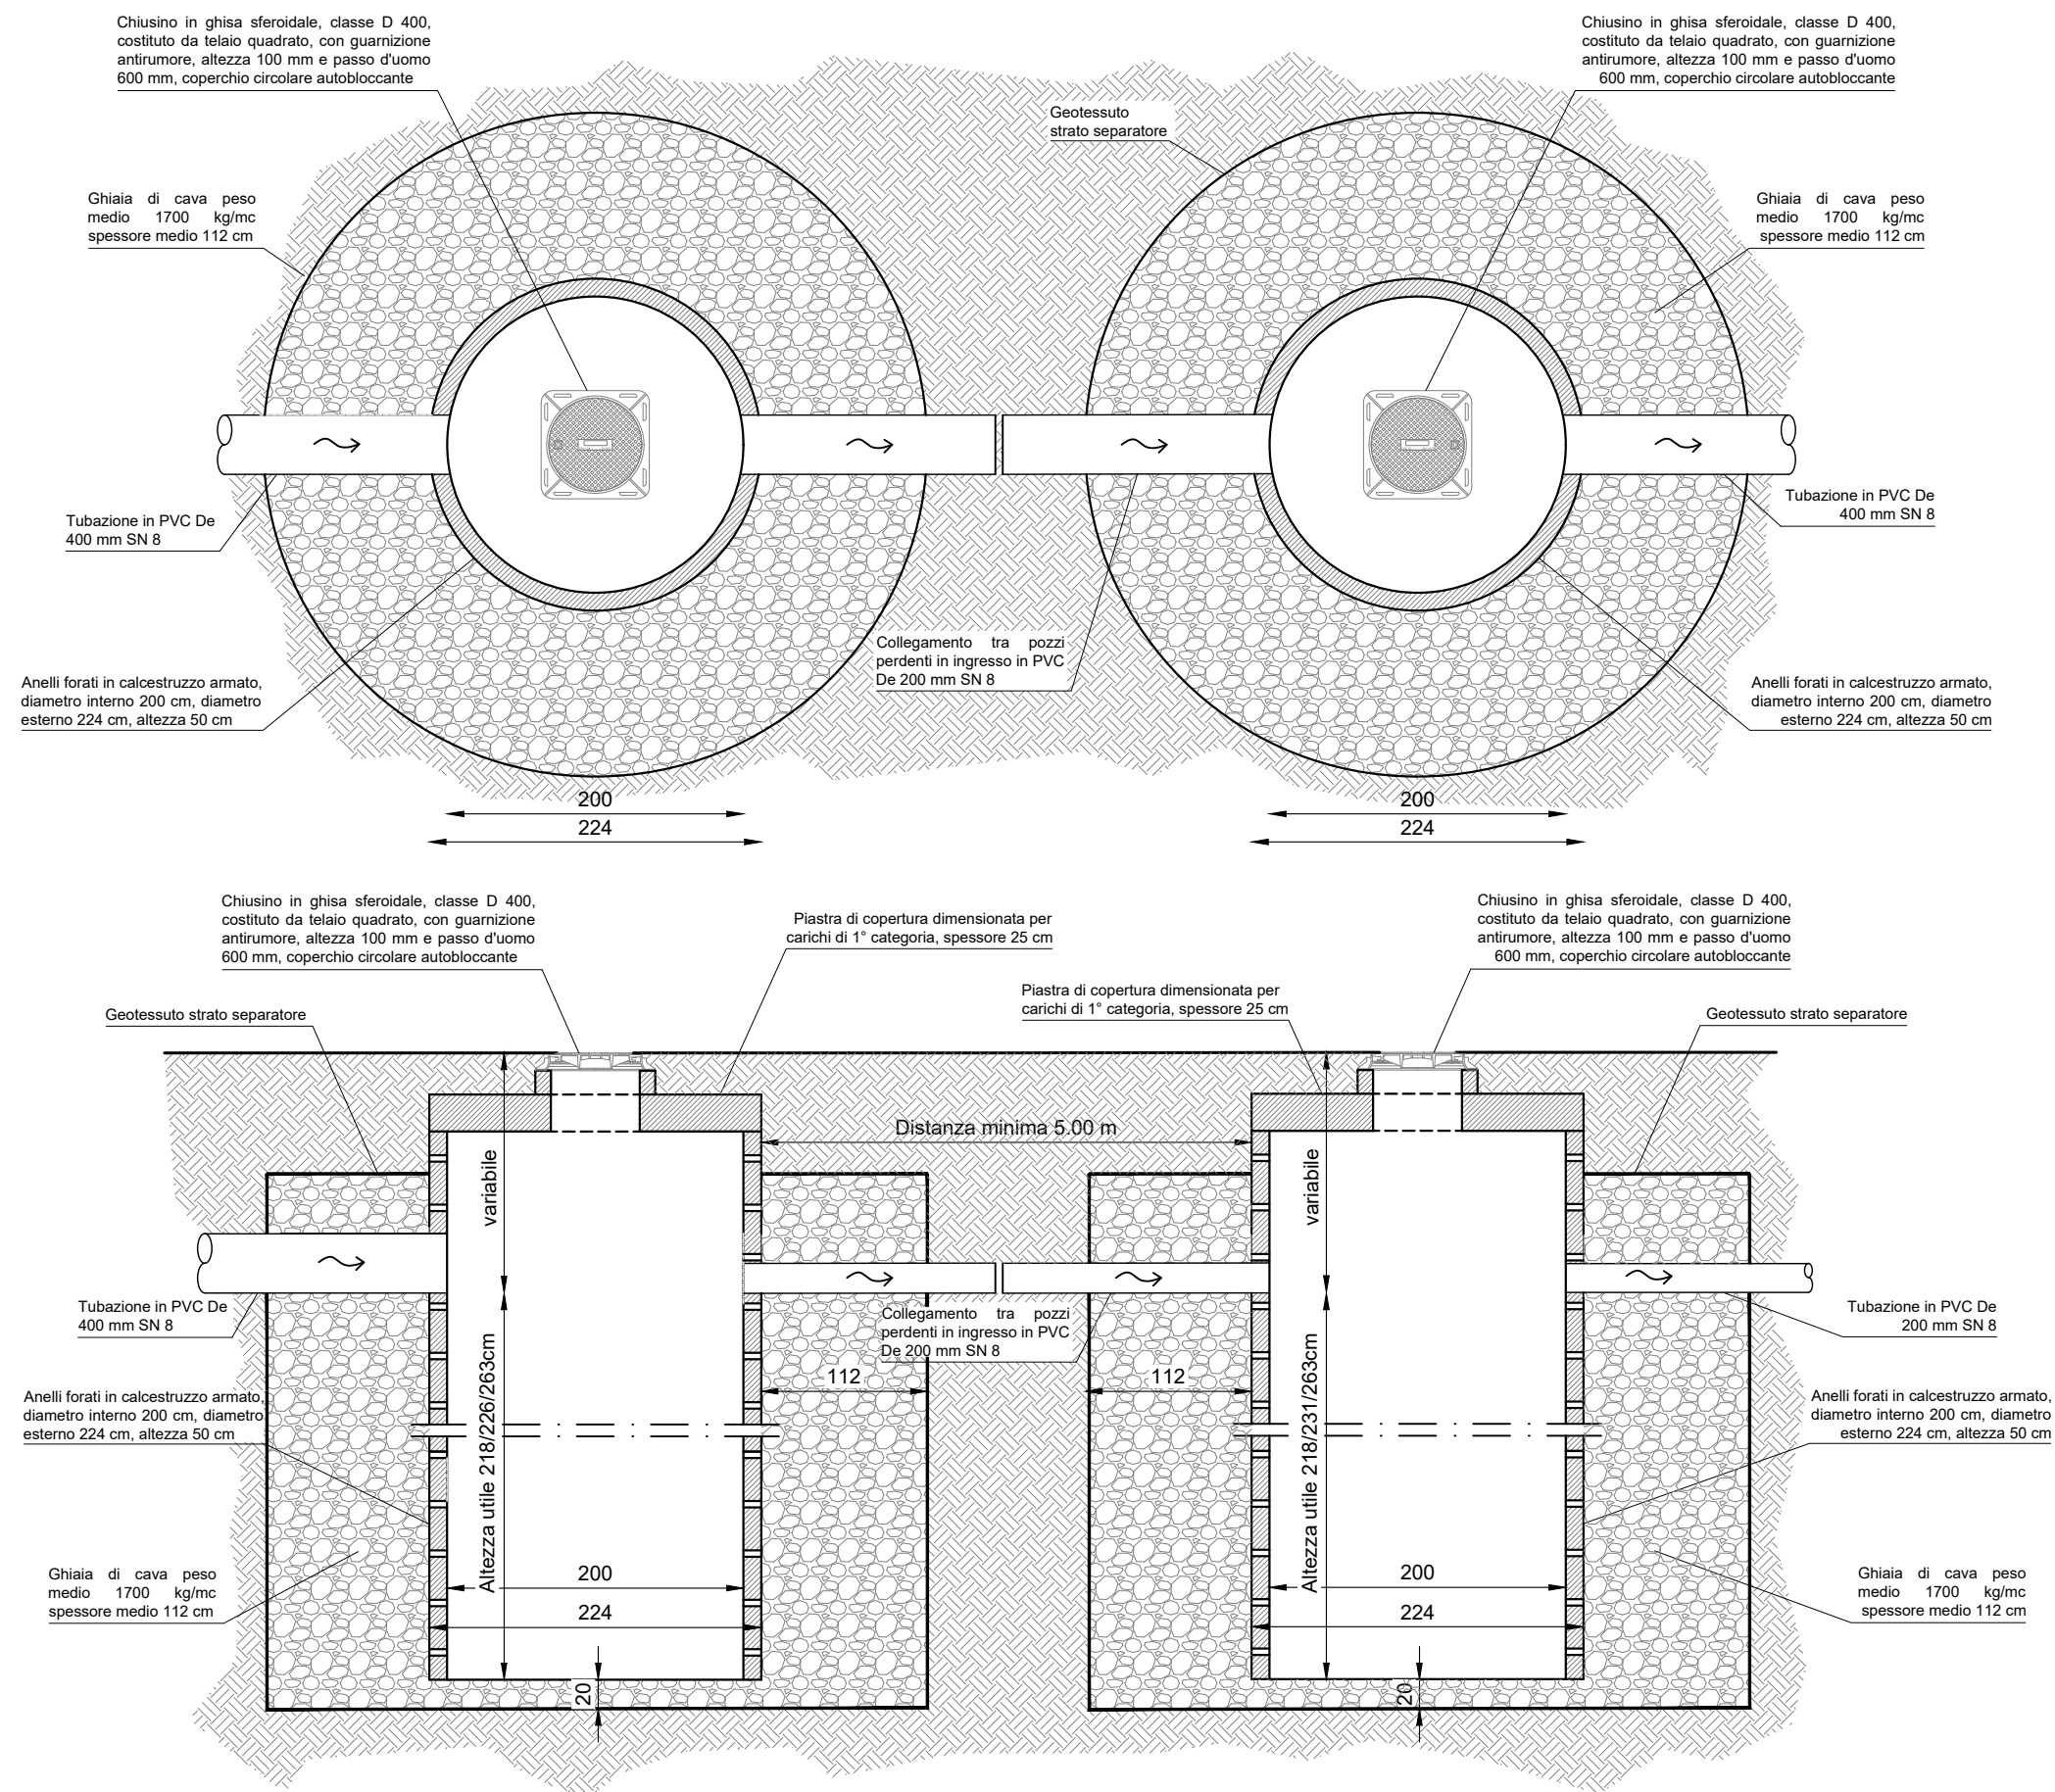 Chiusino in ghisa sferoidale, classe D 400,
costituto da telaio quadrato, con guarnizione
antirumore, altezza 100 mm e passo d'uomo
600 mm, coperchio circolare autobloccante
Chiusino in ghisa sferoidale, classe D 400,
costituto da telaio quadrato, con guarnizione
antirumore, altezza 100 mm e passo d'uomo
600 mm, coperchio circolare autobloccante
Geotessuto
strato separatore
Ghiaia di cava peso
medio 1700 kg/mc
spessore medio 112 cm
Ghiaia di cava peso
medio 1700 kg/mc
spessore medio 112 cm
Tubazione in PVC De
400 mm SN 8
Tubazione in PVC De
400 mm SN 8
Collegamento tra pozzi
perdenti in ingresso in PVC
De 200 mm SN 8
Anelli forati in calcestruzzo armato,
diametro interno 200 cm, diametro
esterno 224 cm, altezza 50 cm
Anelli forati in calcestruzzo armato,
diametro interno 200 cm, diametro
esterno 224 cm, altezza 50 cm
200
224
200
224
Chiusino in ghisa sferoidale, classe D 400,
costituto da telaio quadrato, con guarnizione
antirumore, altezza 100 mm e passo d'uomo
600 mm, coperchio circolare autobloccante
Piastra di copertura dimensionata per
carichi di 1° categoria, spessore 25 cm
Chiusino in ghisa sferoidale, classe D 400,
costituto da telaio quadrato, con guarnizione
antirumore, altezza 100 mm e passo d'uomo
600 mm, coperchio circolare autobloccante
Piastra di copertura dimensionata per
carichi di 1° categoria, spessore 25 cm
Geotessuto strato separatore
Geotessuto strato separatore
Distanza minima 5.00 m
variabile
variabile
Tubazione in PVC De
400 mm SN 8
Collegamento tra pozzi
perdenti in ingresso in PVC
De 200 mm SN 8
Tubazione in PVC De
200 mm SN 8
112
112
Altezza utile 218/226/263cm
Altezza utile 218/231/263cm
Anelli forati in calcestruzzo armato,
diametro interno 200 cm, diametro
esterno 224 cm, altezza 50 cm
Anelli forati in calcestruzzo armato,
diametro interno 200 cm, diametro
esterno 224 cm, altezza 50 cm
Ghiaia di cava peso
medio 1700 kg/mc
spessore medio 112 cm
Ghiaia di cava peso
medio 1700 kg/mc
spessore medio 112 cm
200
224
200
224
20
20